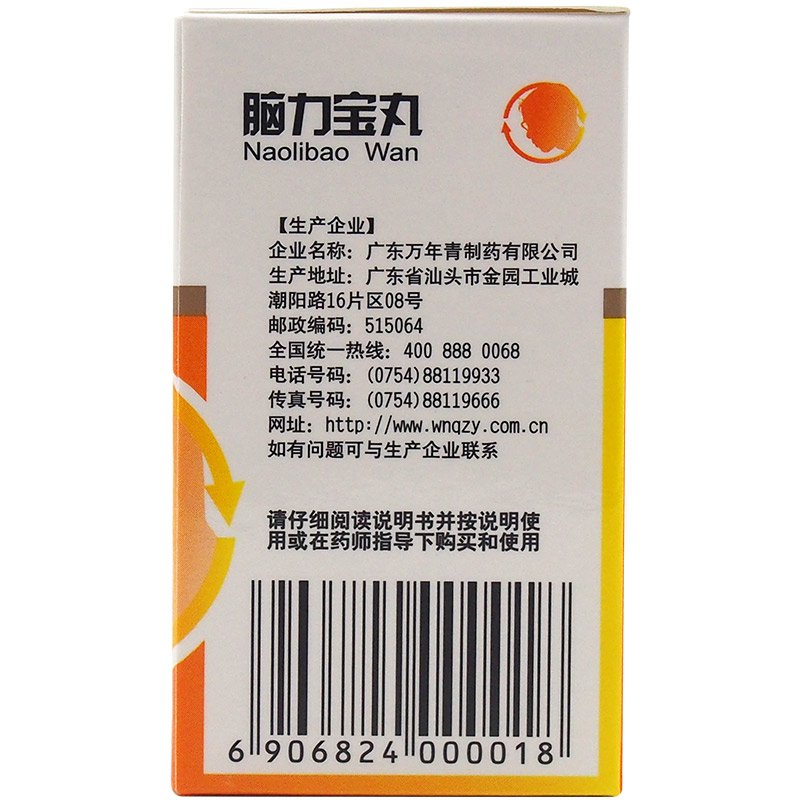 脑力宝丸
Naolibao Wan
【生产企业】
企业名称：广东万年青制药有限公司
生产地址：广东省汕头市金园工业城
潮阳路16片区08号
邮政编码：515064
全国统一热线：400 888 0068
电话号码：(0754)88119933
传真号码：(0754)88119666
网址：http://www.wnqzy.com.cn
如有问题可与生产企业联系
请仔细阅读说明书并按说明使
用或在药师指导下购买和使用
6 906824 000018